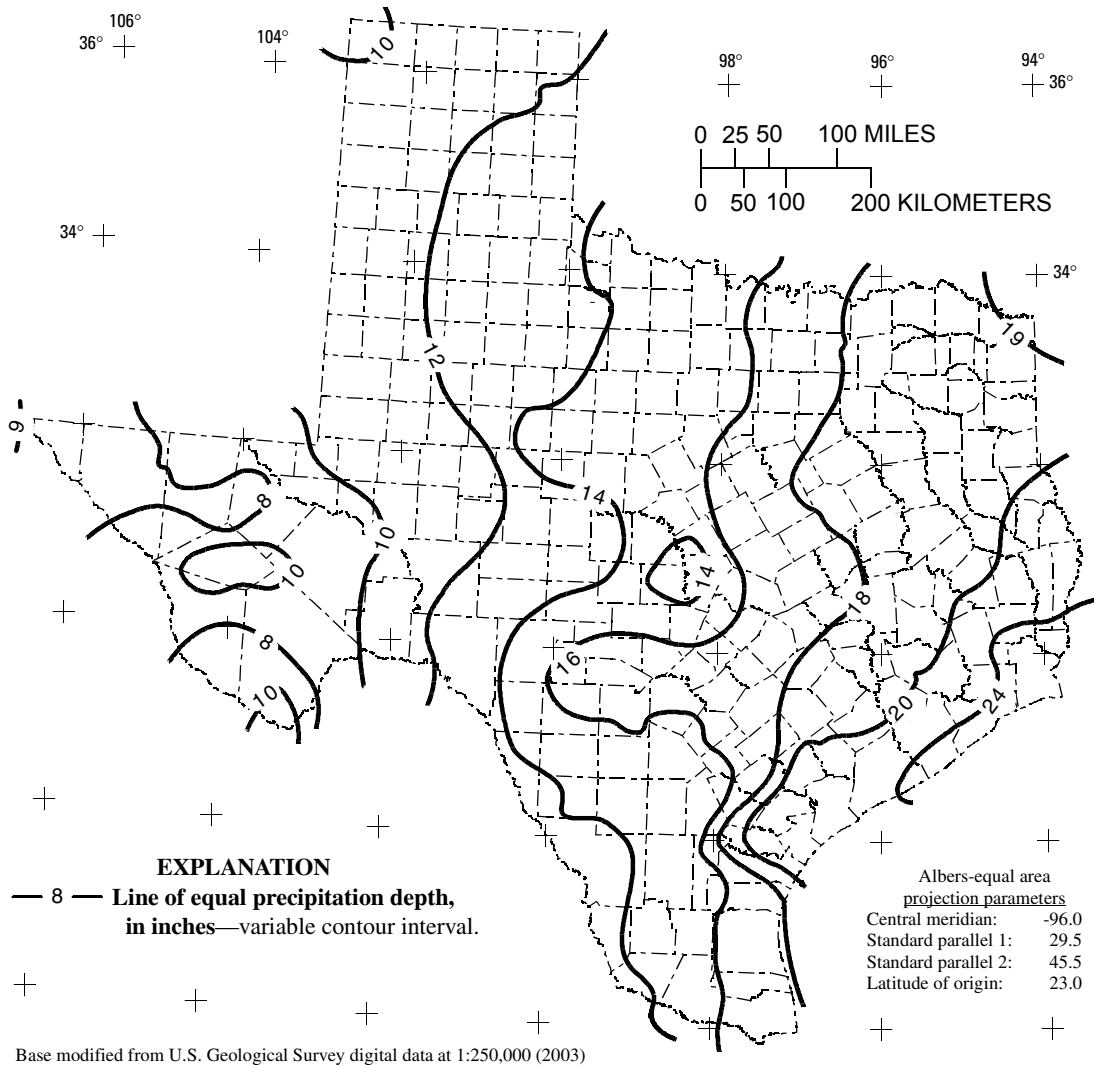 106°
36°
104°
98°
96°
94°
36°
0 25 50 100 MILES
0 50 100 200 KILOMETERS
34°
34°
10
12
19
9
14
8
10
10
14
18
8
16
10
20
24
EXPLANATION
8 Line of equal precipitation depth,
in inches—variable contour interval.
Albers-equal area
projection parameters
Central meridian: -96.0
Standard parallel 1: 29.5
Standard parallel 2: 45.5
Latitude of origin: 23.0
Base modified from U.S. Geological Survey digital data at 1:250,000 (2003)